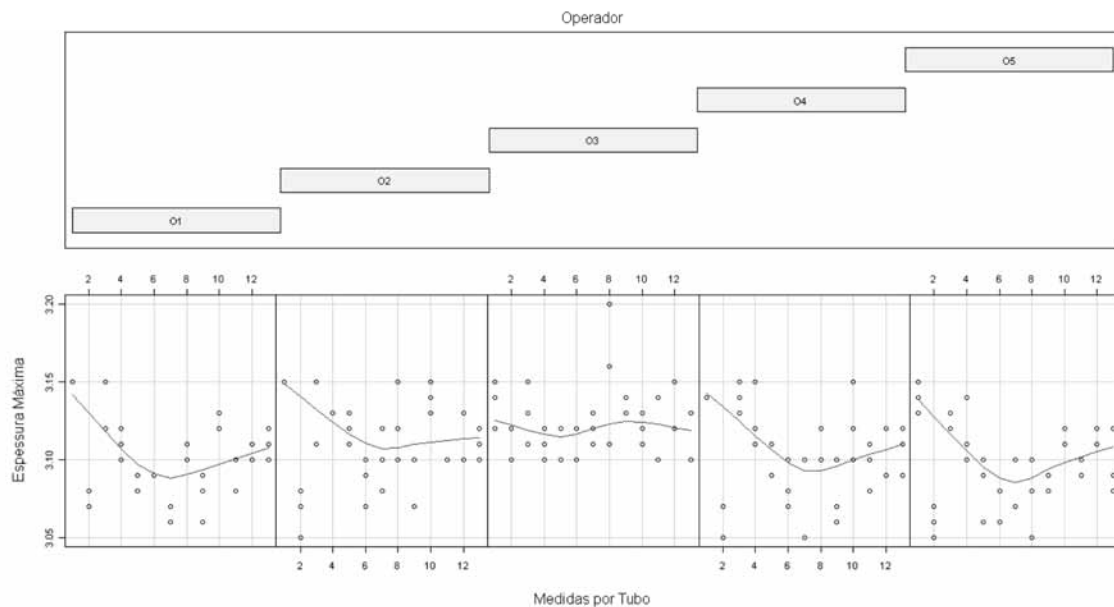 Operador
O5
O4
O3
O2
O1
2 4 6 8 10 12
2 4 6 8 10 12
2 4 6 8 10 12
3.20
3.15
3.10
3.05
Espessura Máxima
2 4 6 8 10 12
2 4 6 8 10 12
Medidas por Tubo